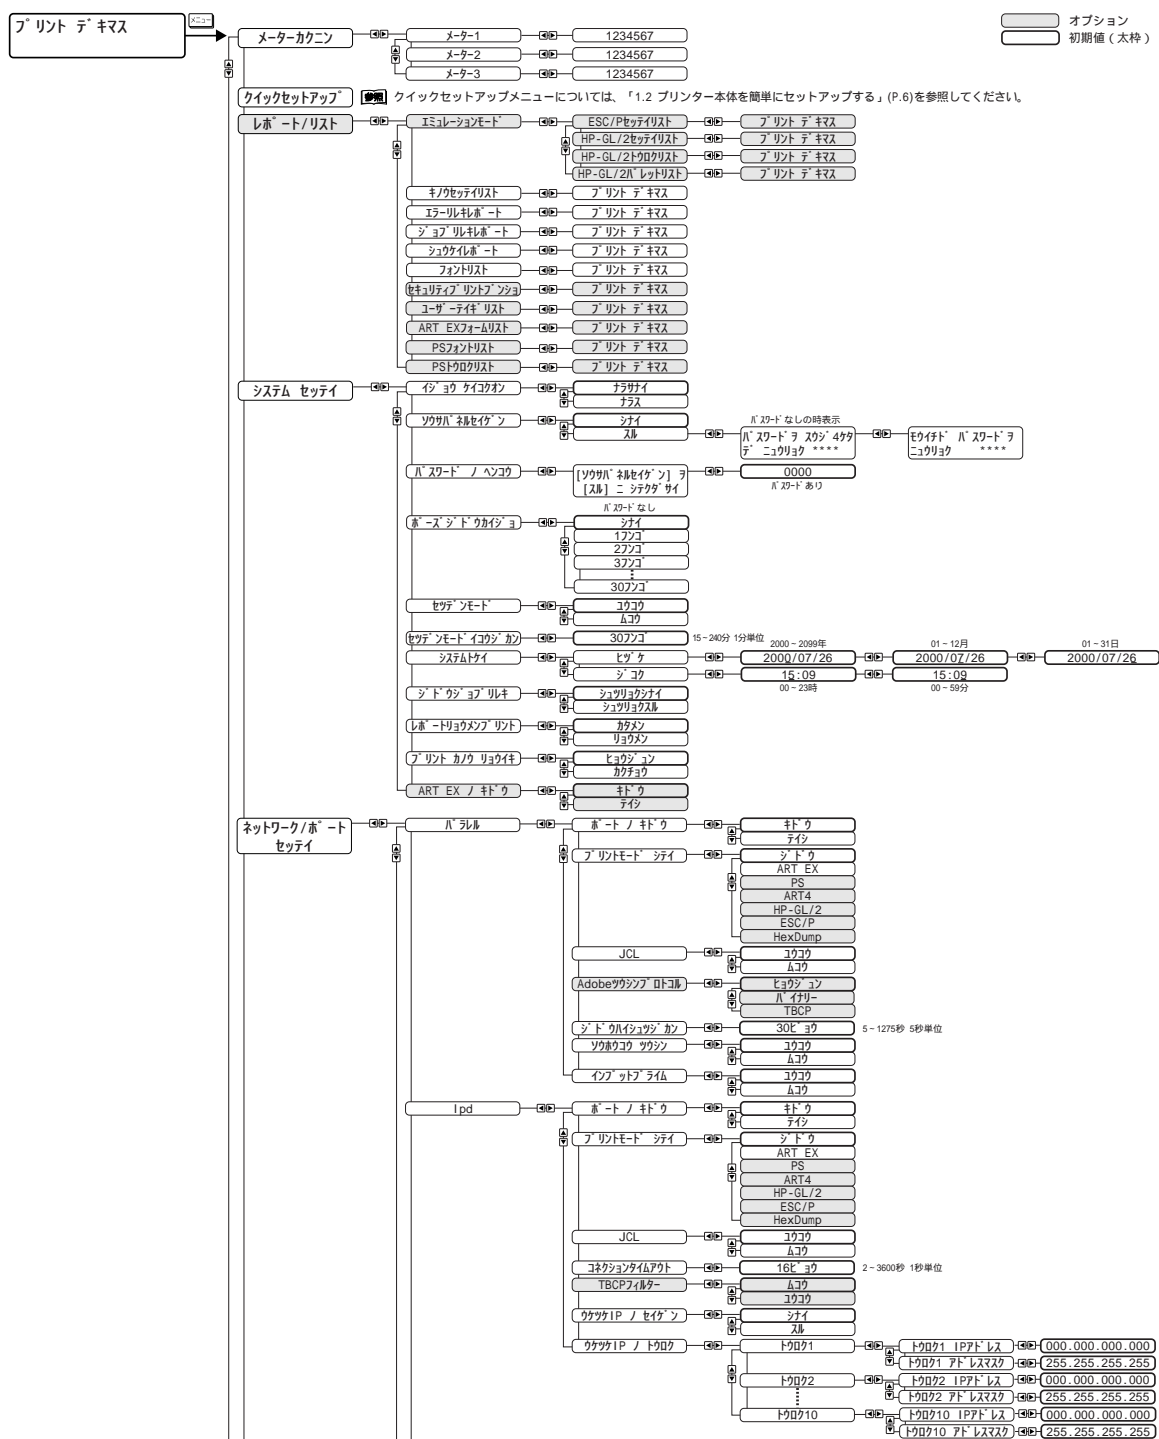 プリント デキマス
メニュー
オプション
初期値（太枠）
メーターカクニン
メーター1
1234567
メーター2
1234567
メーター3
1234567
クイックセットアップ
参照 クイックセットアップメニューについては、「1.2 プリンター本体を簡単にセットアップする」(P.6)を参照してください。
レポート/リスト
エミュレーションモード
ESC/Pセッテイリスト
プリント デキマス
HP-GL/2セッテイリスト
プリント デキマス
HP-GL/2トウロクリスト
プリント デキマス
HP-GL/2パレットリスト
プリント デキマス
キノウセッテイリスト
プリント デキマス
エラーリレキレポート
プリント デキマス
ジョブリレキレポート
プリント デキマス
シュウケイレポート
プリント デキマス
フォントリスト
プリント デキマス
セキュリティプリントブンショ
プリント デキマス
ユーザーテイギリスト
プリント デキマス
ART EXフォームリスト
プリント デキマス
PSフォントリスト
プリント デキマス
PSトウロクリスト
プリント デキマス
システム セッテイ
イジョウ ケイコクオン
ナラサナイ
ナラス
ソウサパネルセイゲン
シナイ
スル
パスワードなしの時表示
パスワードヲ スウジ4ケタ
デ ニュウリョク ****
モウイチド パスワードヲ
ニュウリョク ****
パスワード ノ ヘンコウ
[ソウサパネルセイゲン] ヲ
[スル] ニ シテクダサイ
パスワードなし
0000
パスワードあり
ポーズジドウカイジョ
シナイ
1フンゴ
2フンゴ
3フンゴ
30フンゴ
セツデンモード
ユウコウ
ムコウ
セツデンモードイコウジカン
30フンゴ
15～240分 1分単位
システムトケイ
ヒヅケ
2000～2099年
2000/07/26
01～12月
2000/07/26
01～31日
2000/07/26
ジコク
15:09
00～23時
15:09
00～59分
ジドウジョブリレキ
シュツリョクシナイ
シュツリョクスル
レポートリョウメンプリント
カタメン
リョウメン
プリント カノウ リョウイキ
ヒョウジュン
カクチョウ
ART EX ノ キドウ
キドウ
テイシ
ネットワーク/ポート
セッテイ
パラレル
ポート ノ キドウ
キドウ
テイシ
プリントモード シテイ
ジドウ
ART EX
PS
ART4
HP-GL/2
ESC/P
HexDump
JCL
ユウコウ
ムコウ
Adobeツウシンプロトコル
ヒョウジュン
バイナリー
TBCP
ジドウハイシュツジカン
30ビョウ
5～1275秒 5秒単位
ソウホウコウ ツウシン
ユウコウ
ムコウ
インプットプライム
ユウコウ
ムコウ
lpd
ポート ノ キドウ
キドウ
テイシ
プリントモード シテイ
ジドウ
ART EX
PS
ART4
HP-GL/2
ESC/P
HexDump
JCL
ユウコウ
ムコウ
コネクションタイムアウト
16ビョウ
2～3600秒 1秒単位
TBCPフィルター
ムコウ
ユウコウ
ウケツケIP ノ セイゲン
シナイ
スル
ウケツケIP ノ トウロク
トウロク1
トウロク1 IPアドレス
000.000.000.000
トウロク1 アドレスマスク
255.255.255.255
トウロク2
トウロク2 IPアドレス
000.000.000.000
トウロク2 アドレスマスク
255.255.255.255
トウロク10
トウロク10 IPアドレス
000.000.000.000
トウロク10 アドレスマスク
255.255.255.255